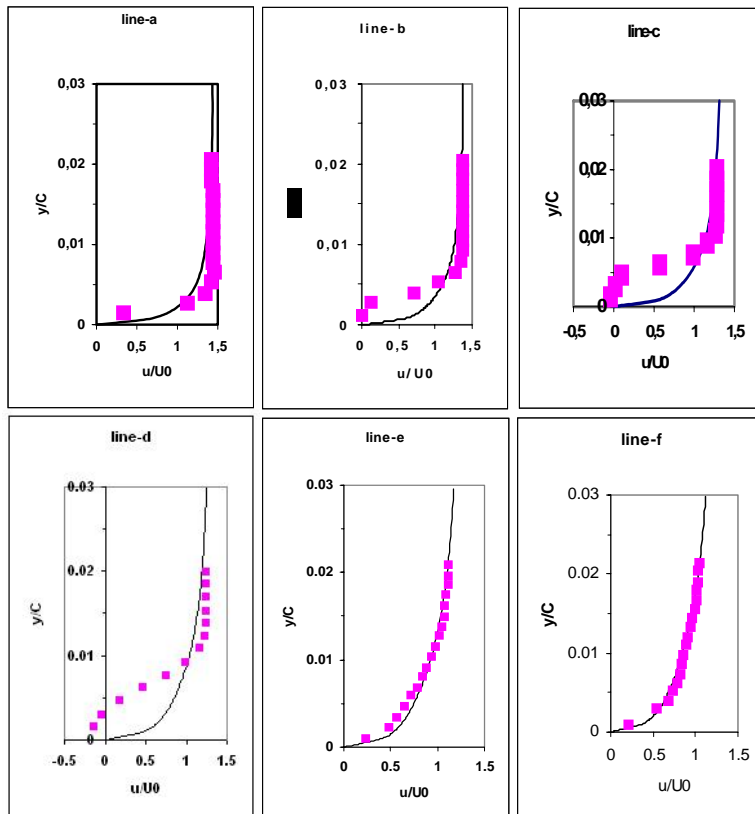 line-a
0,03
0,02
y/C
0,01
0
0 0,5 1 1,5
u/U0
line-b
0,03
0,02
0,01
0
0 0,5 1 1,5
u/U0
line-c
0,03
0,02
y/C
0,01
0
-0,5 0 0,5 1 1,5
u/U0
line-d
0.03
0.02
y/C
0.01
0
-0.5 0 0.5 1 1.5
u/U0
line-e
0.03
0.02
y/C
0.01
0
0 0.5 1 1.5
u/U0
line-f
0.03
0.02
y/C
0.01
0
0 0.5 1 1.5
u/U0